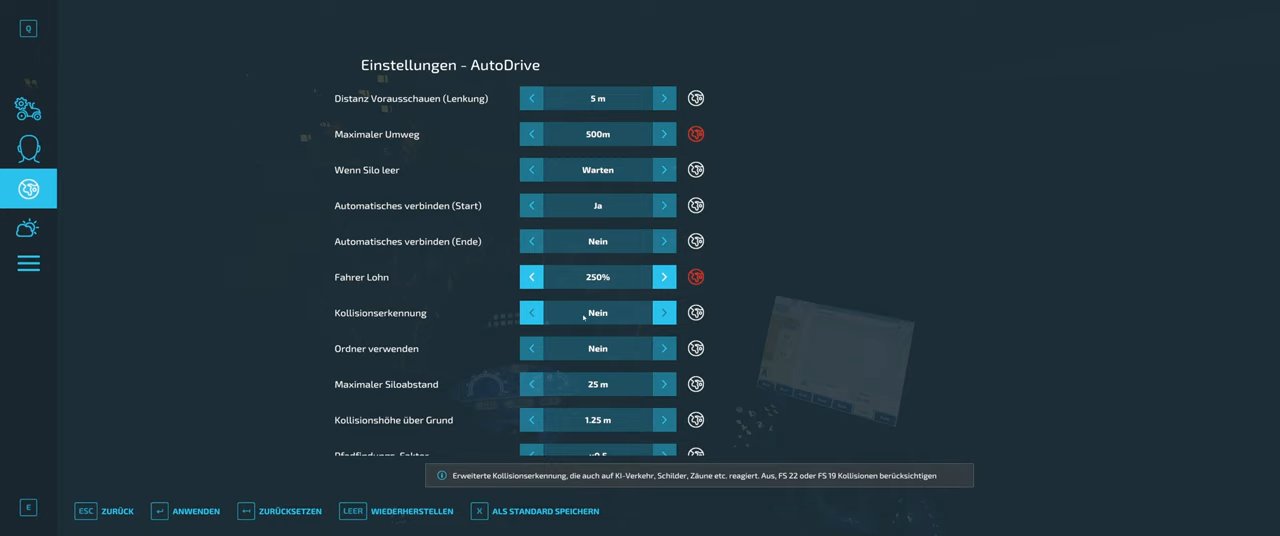 Q
Einstellungen - AutoDrive
Distanz Vorausschauen (Lenkung) 5 m
Maximaler Umweg 500m
Wenn Silo leer Warten
Automatisches verbinden (Start) Ja
Automatisches verbinden (Ende) Nein
Fahrer Lohn 250%
Kollisionserkennung Nein
Ordner verwenden Nein
Maximaler Siloabstand 25 m
Kollisionshöhe über Grund 1.25 m
Erweiterte Kollisionserkennung, die auch auf KI-Verkehr, Schilder, Zäune etc. reagiert. Aus, FS 22 oder FS 19 Kollisionen berücksichtigen
E
ESC ZURÜCK ANWENDEN ZURÜCKSETZEN LEER WIEDERHERSTELLEN X ALS STANDARD SPEICHERN